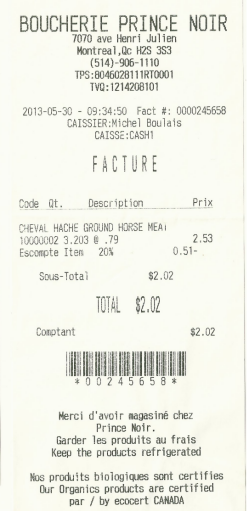 BOUCHERIE PRINCE NOIR
7070 ave Henri Julien
Montreal,Qc H2S 3S3
(514)-906-1110
TPS:8046028111RT0001
TVQ:1214208101
2013-05-30 - 09:34:50 Fact #: 0000245658
CAISSIER:Michel Boulais
CAISSE:CASH1
FACTURE
Code Qt. Description Prix
CHEVAL HACHE GROUND HORSE MEAT
10000002 3.203 @ .79 2.53
Escompte Item 20% 0.51-
Sous-Total $2.02
TOTAL $2.02
Comptant $2.02
*00245658*
Merci d'avoir magasiné chez
Prince Noir.
Garder les produits au frais
Keep the products refrigerated
Nos produits biologiques sont certifies
Our Organics products are certified
par / by ecocert CANADA